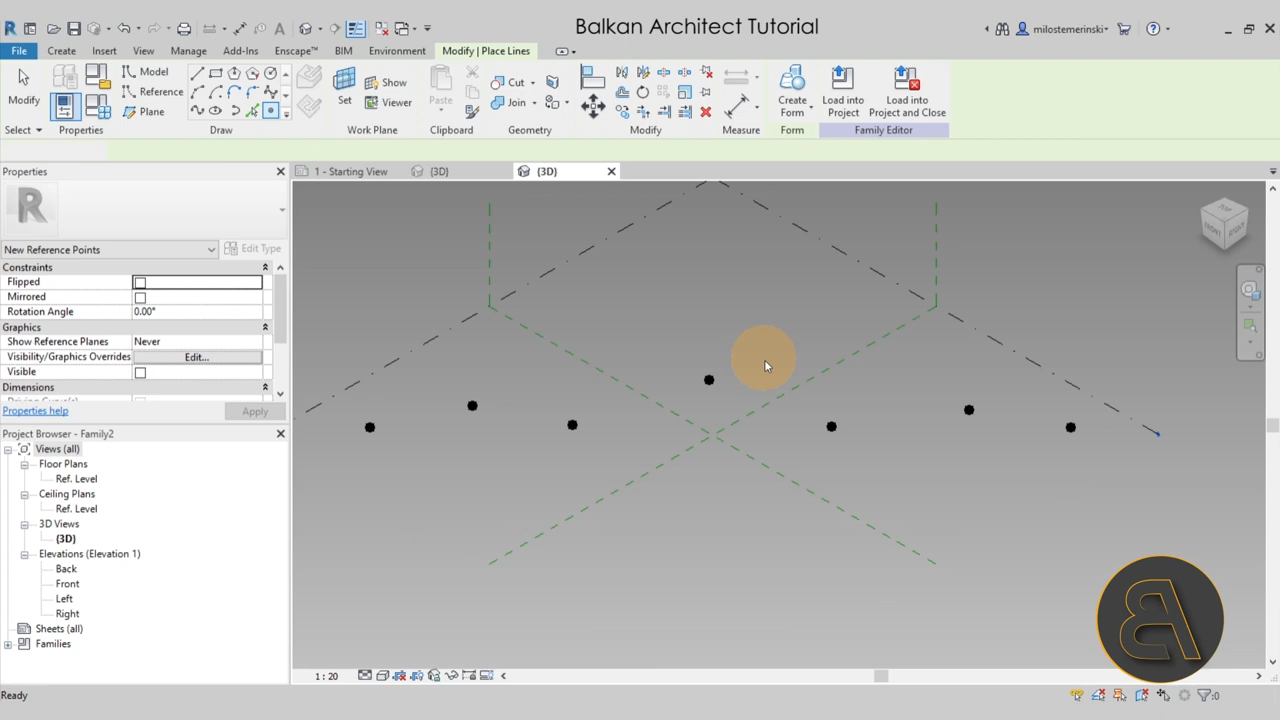 Balkan Architect Tutorial
milostemerinski
File Create Insert View Manage Add-Ins Enscape™ BIM Environment Modify | Place Lines
Modify
Model
Reference
Plane
Set
Show
Viewer
Paste
Cut
Join
Create Form
Load into Project
Load into Project and Close
Select Properties Draw Work Plane Clipboard Geometry Modify Measure Form Family Editor
Properties
1 - Starting View
{3D}
{3D}
R
New Reference Points
Edit Type
Constraints
Flipped
Mirrored
Rotation Angle 0.00°
Graphics
Show Reference Planes Never
Visibility/Graphics Overrides Edit...
Visible
Dimensions
Properties help
Apply
Project Browser - Family2
Views (all)
Floor Plans
Ref. Level
Ceiling Plans
Ref. Level
3D Views
{3D}
Elevations (Elevation 1)
Back
Front
Left
Right
Sheets (all)
Families
TOP
FRONT
RIGHT
1 : 20
Ready
:0